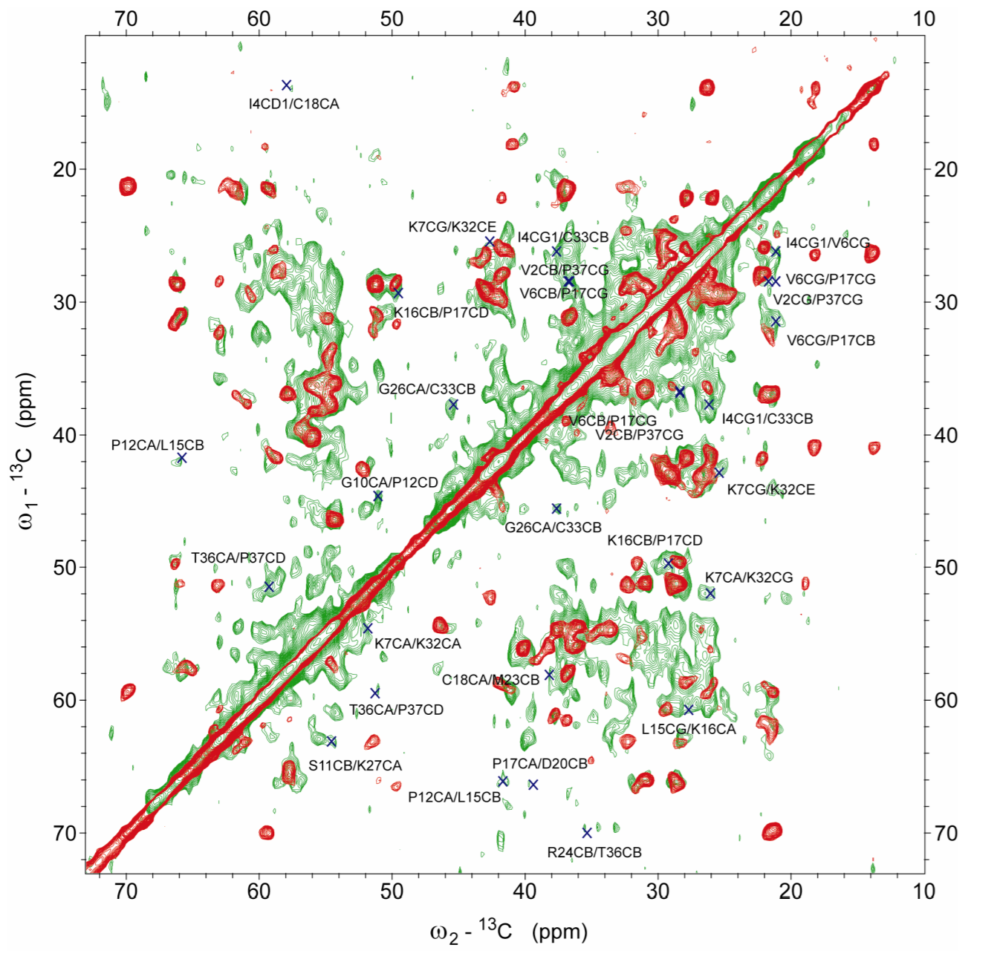 70 60 50 40 30 20 10
I4CD1/C18CA
20 20
K7CG/K32CE
I4CG1/C33CB
I4CG1/V6CG
V2CB/P37CG
V6CG/P17CG
V6CB/P17CG
V2CG/P37CG
30 30
K16CB/P17CD
V6CG/P17CB
G26CA/C33CB
V6CB/P17CG
I4CG1/C33CB
V2CB/P37CG
40 40
P12CA/L15CB
G10CA/P12CD
K7CG/K32CE
G26CA/C33CB
K16CB/P17CD
T36CA/P37CD
50 50
K7CA/K32CG
K7CA/K32CA
C18CA/M23CB
60 60
T36CA/P37CD
L15CG/K16CA
S11CB/K27CA
P17CA/D20CB
P12CA/L15CB
70 70
R24CB/T36CB
70 60 50 40 30 20 10
ω1 - 13C (ppm)
ω2 - 13C (ppm)